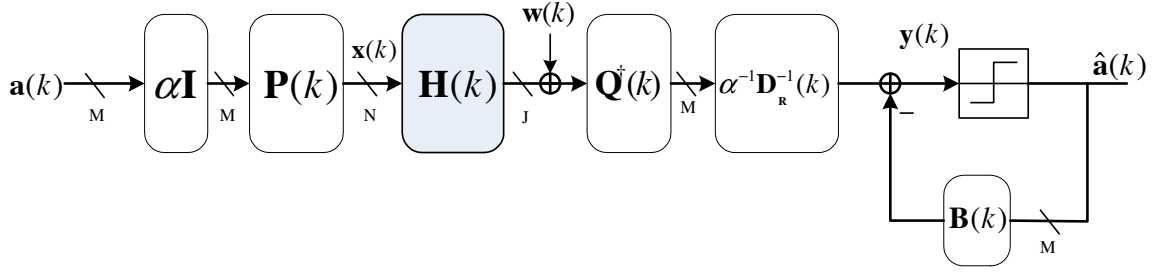 w(k)
x(k)
y(k)
â(k)
a(k)
αI
P(k)
H(k)
Q†(k)
α⁻¹D_R⁻¹(k)
−
M
M
N
J
M
B(k)
M